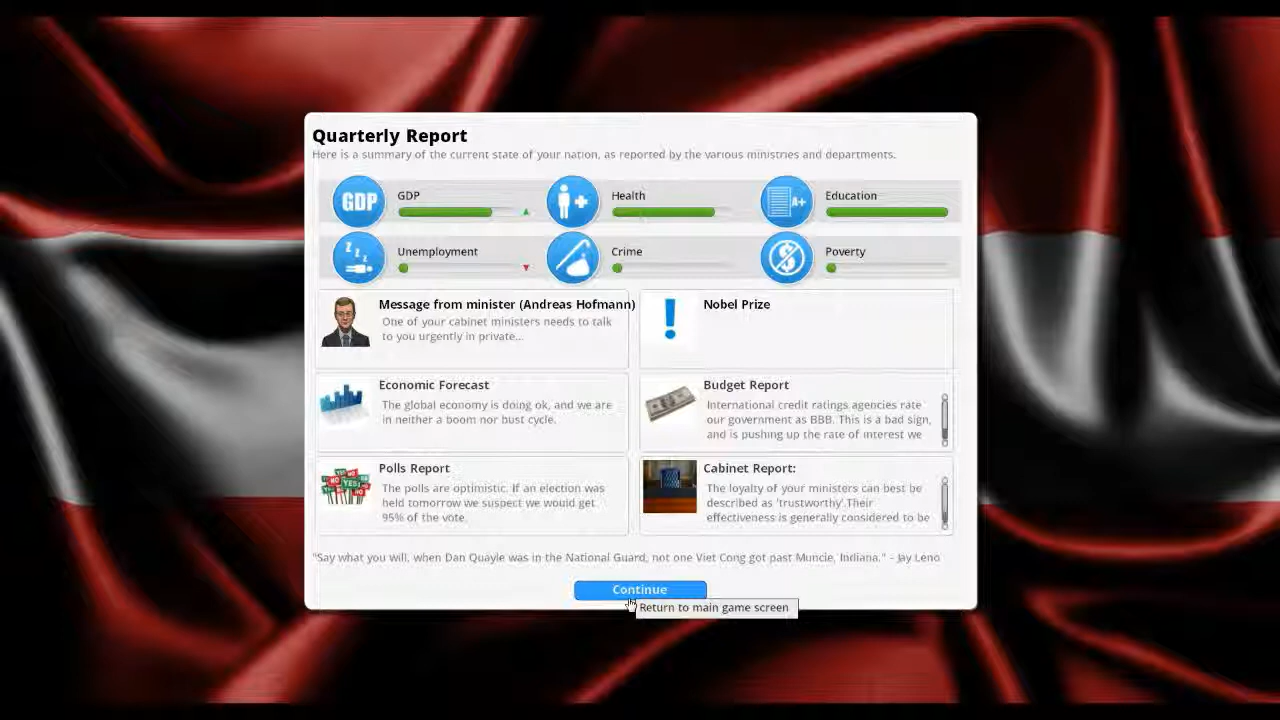 Quarterly Report
Here is a summary of the current state of your nation, as reported by the various ministries and departments.
GDP
GDP
Health
A+
Education
Z Z Z
Unemployment
Crime
$
Poverty
Message from minister (Andreas Hofmann)
One of your cabinet ministers needs to talk
to you urgently in private...
!
Nobel Prize
Economic Forecast
The global economy is doing ok, and we are
in neither a boom nor bust cycle.
Budget Report
International credit ratings agencies rate
our government as BBB. This is a bad sign,
and is pushing up the rate of interest we
NO YES! NO
Polls Report
The polls are optimistic. If an election was
held tomorrow we suspect we would get
95% of the vote.
Cabinet Report:
The loyalty of your ministers can best be
described as 'trustworthy'.Their
effectiveness is generally considered to be
"Say what you will, when Dan Quayle was in the National Guard, not one Viet Cong got past Muncie, Indiana." - Jay Leno
Continue
Return to main game screen